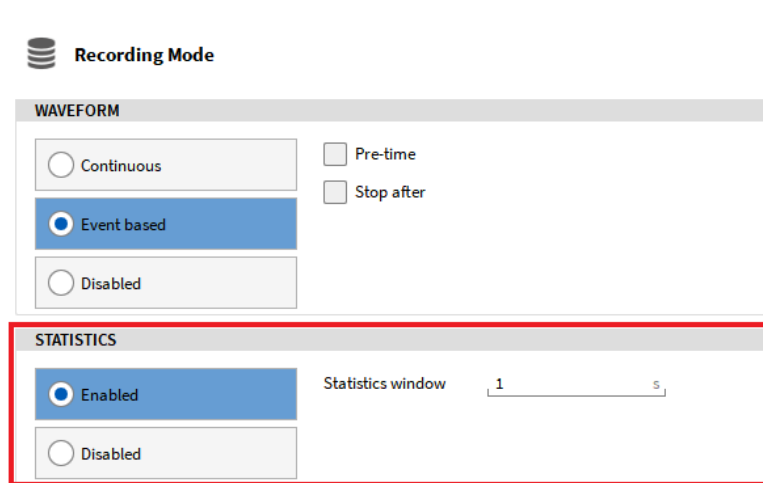 Recording Mode
WAVEFORM
Continuous
Pre-time
Stop after
Event based
Disabled
STATISTICS
Enabled
Statistics window 1 s
Disabled